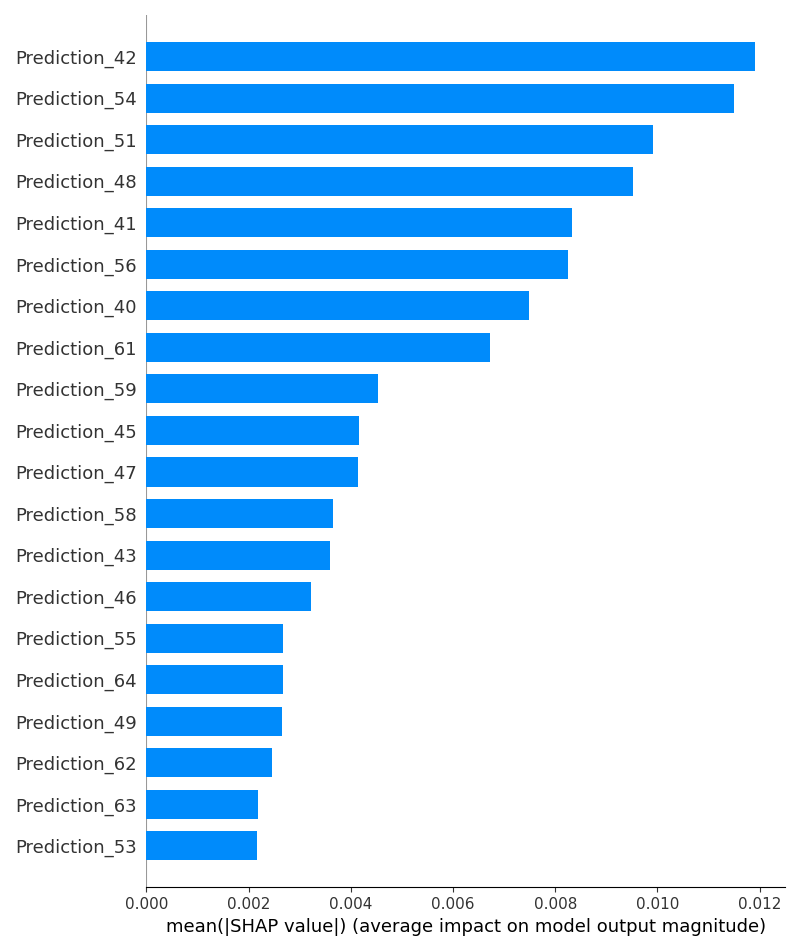 Prediction_42
Prediction_54
Prediction_51
Prediction_48
Prediction_41
Prediction_56
Prediction_40
Prediction_61
Prediction_59
Prediction_45
Prediction_47
Prediction_58
Prediction_43
Prediction_46
Prediction_55
Prediction_64
Prediction_49
Prediction_62
Prediction_63
Prediction_53
0.000 0.002 0.004 0.006 0.008 0.010 0.012
mean(|SHAP value|) (average impact on model output magnitude)